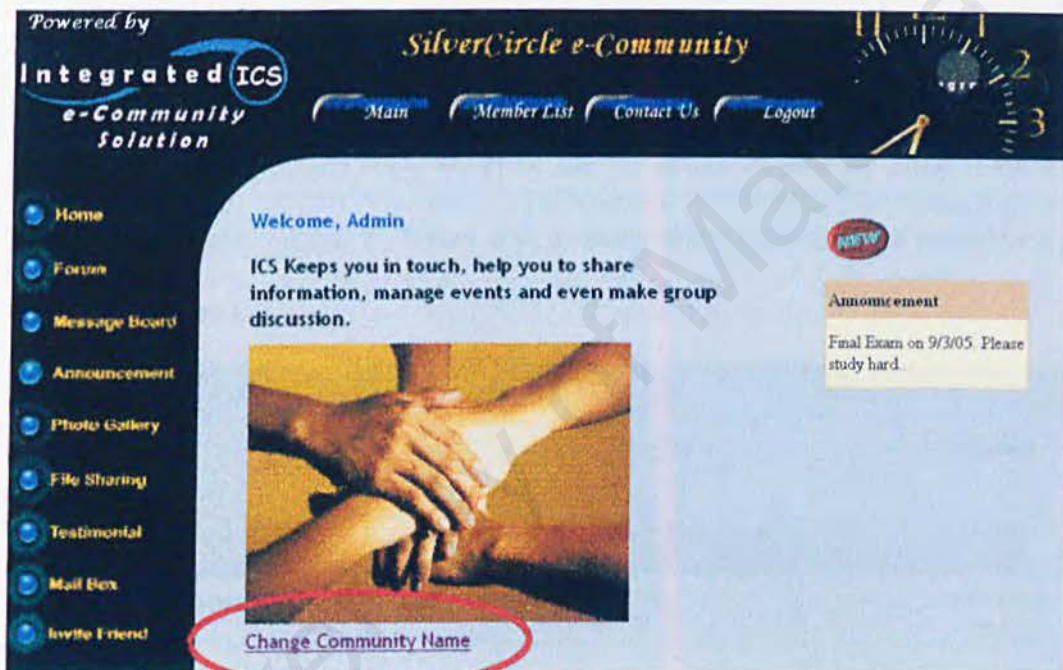 Powered by
Integrated ICS
e-Community
Solution
SilverCircle e-Community
Main
Member List
Contact Us
Logout
2
3
Home
Forum
Message Board
Announcement
Photo Gallery
File Sharing
Testimonial
Mail Box
Invite Friend
Welcome, Admin
ICS Keeps you in touch, help you to share
information, manage events and even make group
discussion.
Change Community Name
NEW
Announcement
Final Exam on 9/3/05. Please
study hard.